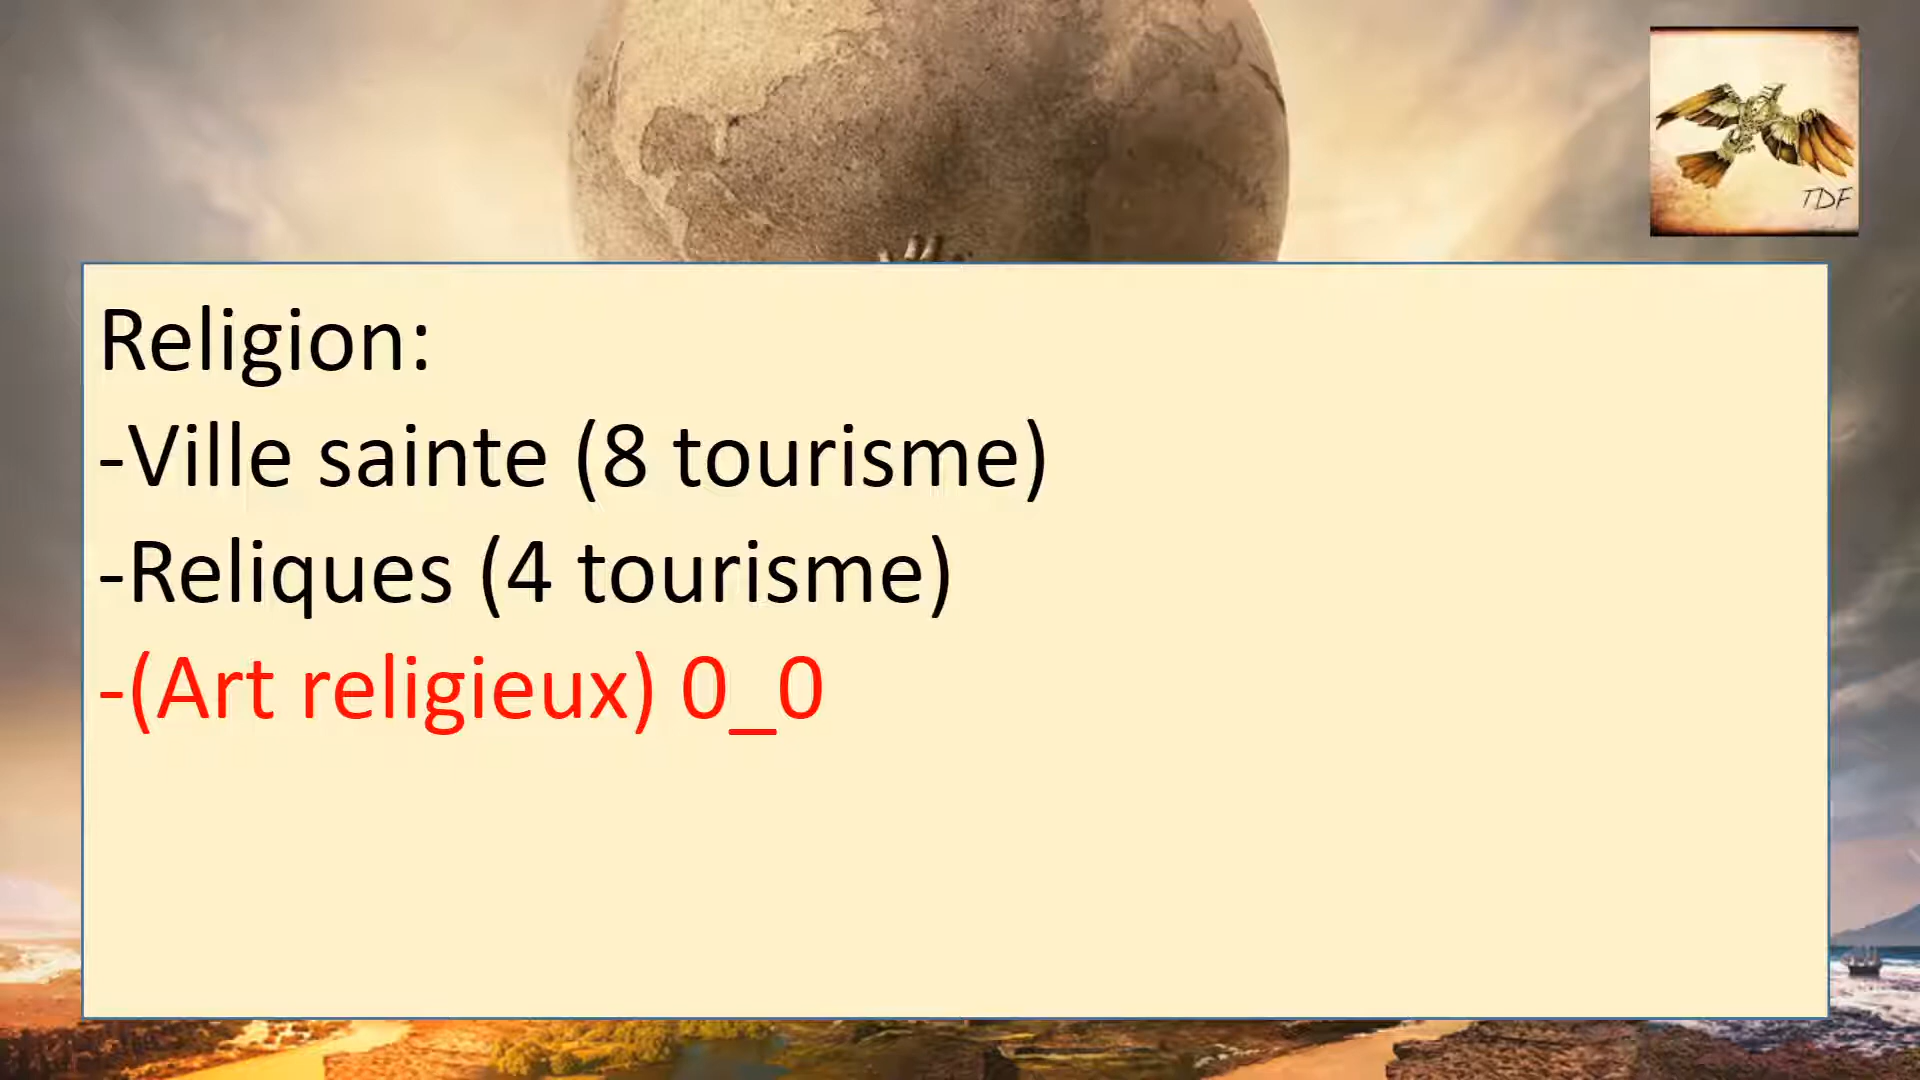 TDF
Religion:
-Ville sainte (8 tourisme)
-Reliques (4 tourisme)
-(Art religieux) 0_0